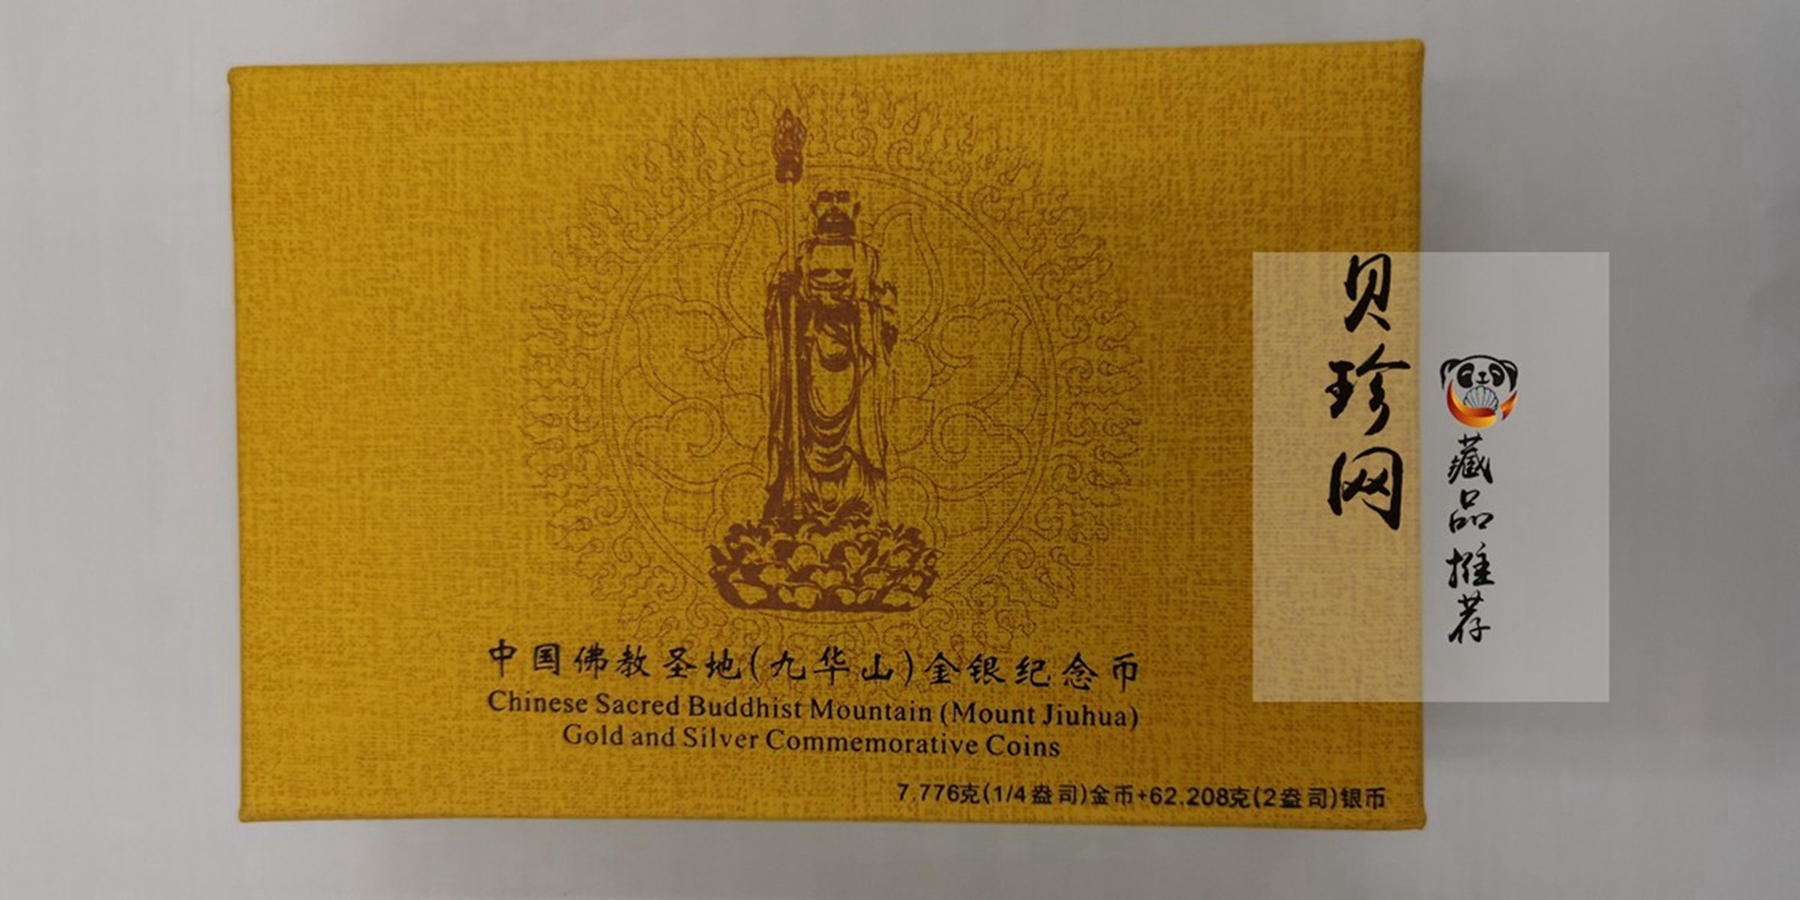 中国佛教圣地(九华山)金银纪念币
Chinese Sacred Buddhist Mountain (Mount Jiuhua)
Gold and Silver Commemorative Coins
7.776克(1/4盎司)金币+62.208克(2盎司)银币
贝珍网
藏品推荐